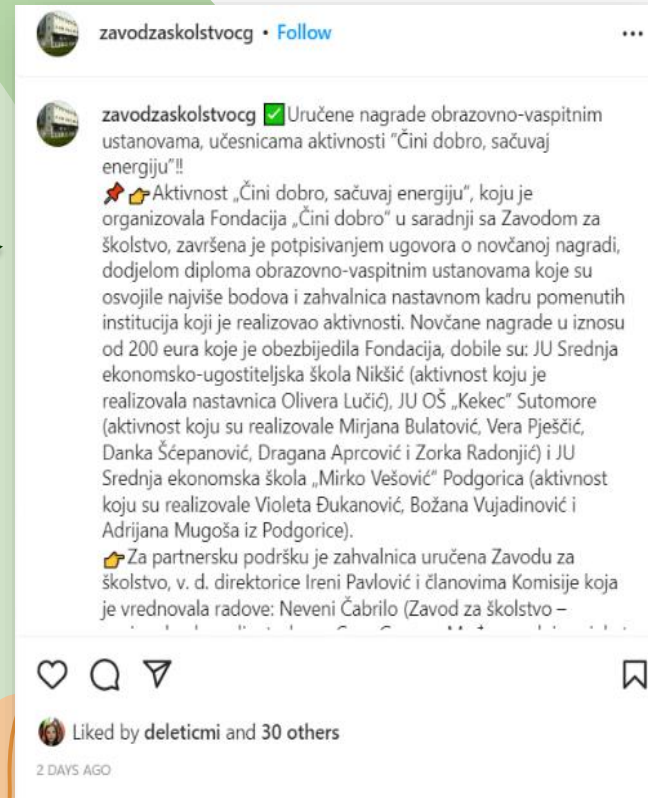 zavodzaskolstvocg • Follow
zavodzaskolstvocg ✅Uručene nagrade obrazovno-vaspitnim
ustanovama, učesnicama aktivnosti "Čini dobro, sačuvaj
energiju"!!
📌👉Aktivnost „Čini dobro, sačuvaj energiju", koju je
organizovala Fondacija „Čini dobro" u saradnji sa Zavodom za
školstvo, završena je potpisivanjem ugovora o novčanoj nagradi,
dodjelom diploma obrazovno-vaspitnim ustanovama koje su
osvojile najviše bodova i zahvalnica nastavnom kadru pomenutih
institucija koji je realizovao aktivnosti. Novčane nagrade u iznosu
od 200 eura koje je obezbijedila Fondacija, dobile su: JU Srednja
ekonomsko-ugostiteljska škola Nikšić (aktivnost koju je
realizovala nastavnica Olivera Lučić), JU OŠ „Kekec" Sutomore
(aktivnost koju su realizovale Mirjana Bulatović, Vera Pješčić,
Danka Šćepanović, Dragana Aprcović i Zorka Radonjić) i JU
Srednja ekonomska škola „Mirko Vešović" Podgorica (aktivnost
koju su realizovale Violeta Đukanović, Božana Vujadinović i
Adrijana Mugoša iz Podgorice).
👉Za partnersku podršku je zahvalnica uručena Zavodu za
školstvo, v. d. direktorice Ireni Pavlović i članovima Komisije koja
je vrednovala radove: Neveni Čabrilo (Zavod za školstvo –
Liked by deleticmi and 30 others
2 DAYS AGO